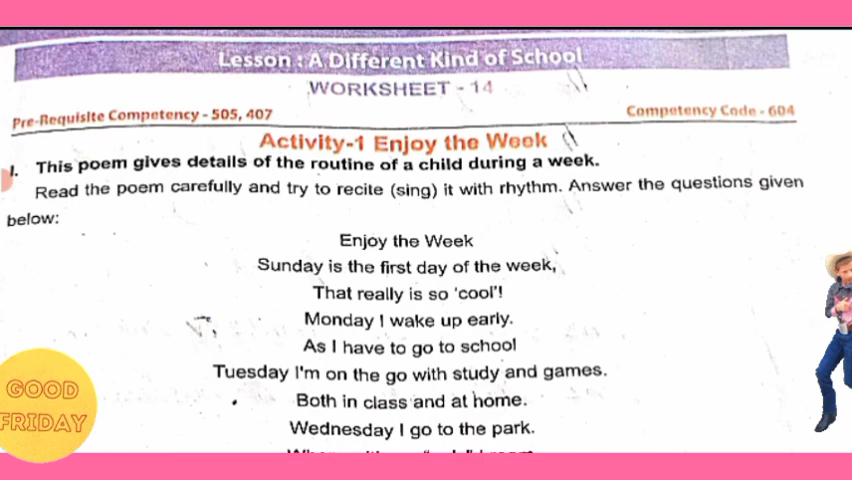 Lesson : A Different Kind of School
WORKSHEET - 14
Pre-Requisite Competency - 505, 407
Competency Code - 604
Activity-1 Enjoy the Week
I. This poem gives details of the routine of a child during a week.
Read the poem carefully and try to recite (sing) it with rhythm. Answer the questions given
below:
Enjoy the Week
Sunday is the first day of the week,
That really is so 'cool'!
Monday I wake up early.
As I have to go to school
Tuesday I'm on the go with study and games.
Both in class and at home.
Wednesday I go to the park.
GOOD
FRIDAY